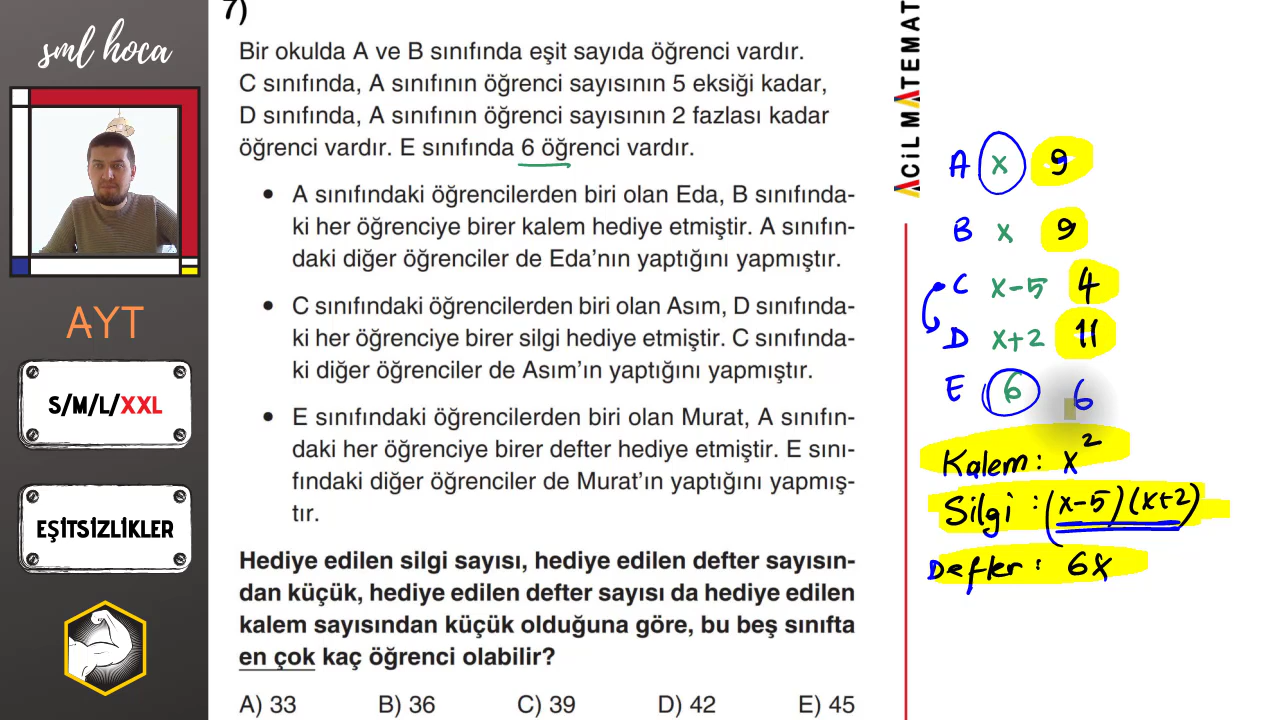 sml hoca
AYT
S/M/L/XXL
EŞİTSİZLİKLER
7)
Bir okulda A ve B sınıfında eşit sayıda öğrenci vardır.
C sınıfında, A sınıfının öğrenci sayısının 5 eksiği kadar,
D sınıfında, A sınıfının öğrenci sayısının 2 fazlası kadar
öğrenci vardır. E sınıfında 6 öğrenci vardır.
• A sınıfındaki öğrencilerden biri olan Eda, B sınıfında-
ki her öğrenciye birer kalem hediye etmiştir. A sınıfın-
daki diğer öğrenciler de Eda'nın yaptığını yapmıştır.
• C sınıfındaki öğrencilerden biri olan Asım, D sınıfında-
ki her öğrenciye birer silgi hediye etmiştir. C sınıfında-
ki diğer öğrenciler de Asım'ın yaptığını yapmıştır.
• E sınıfındaki öğrencilerden biri olan Murat, A sınıfın-
daki her öğrenciye birer defter hediye etmiştir. E sını-
fındaki diğer öğrenciler de Murat'ın yaptığını yapmış-
tır.
Hediye edilen silgi sayısı, hediye edilen defter sayısın-
dan küçük, hediye edilen defter sayısı da hediye edilen
kalem sayısından küçük olduğuna göre, bu beş sınıfta
en çok kaç öğrenci olabilir?
A) 33 B) 36 C) 39 D) 42 E) 45
ACİLMATEMAT
A x 9
B x 9
C x-5 4
D x+2 11
E 6 6
Kalem: x²
Silgi: (x-5)(x+2)
Defter: 6x